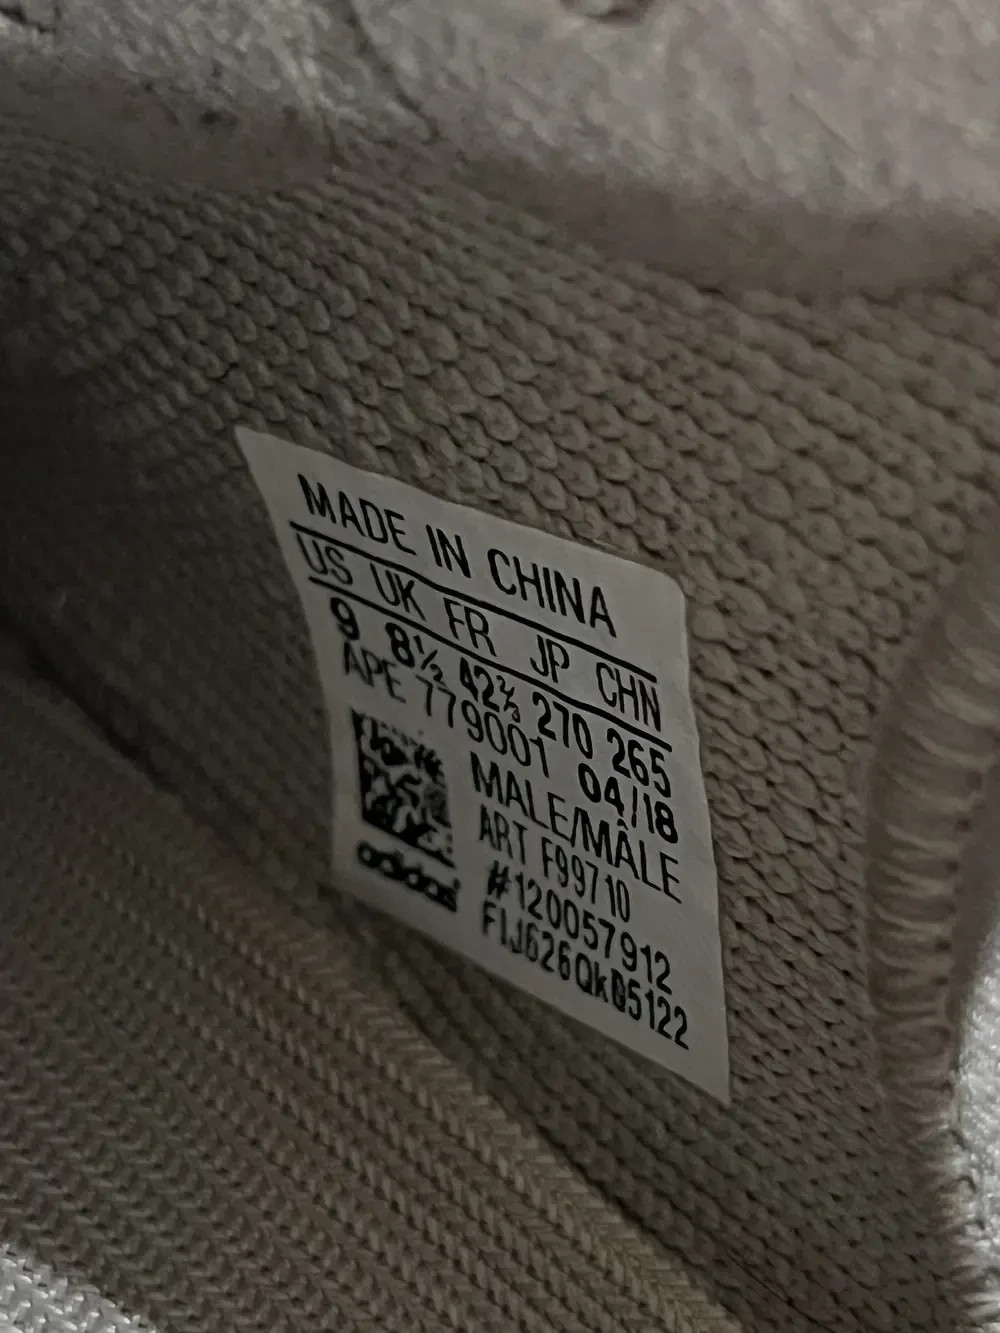 MADE IN CHINA
US UK FR JP CHN
9 8½ 42⅔ 270 265
APE 779001 04/18
MALE/MÂLE
ART F99710
#120057912
adidas